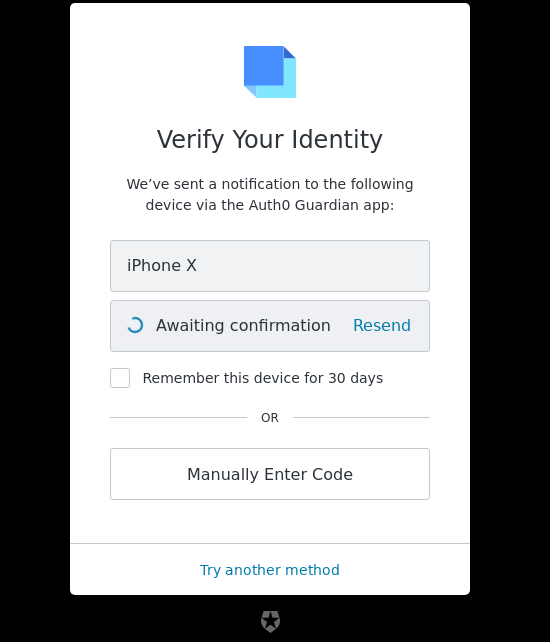 Verify Your Identity
We’ve sent a notification to the following
device via the Auth0 Guardian app:
iPhone X
Awaiting confirmation Resend
Remember this device for 30 days
OR
Manually Enter Code
Try another method